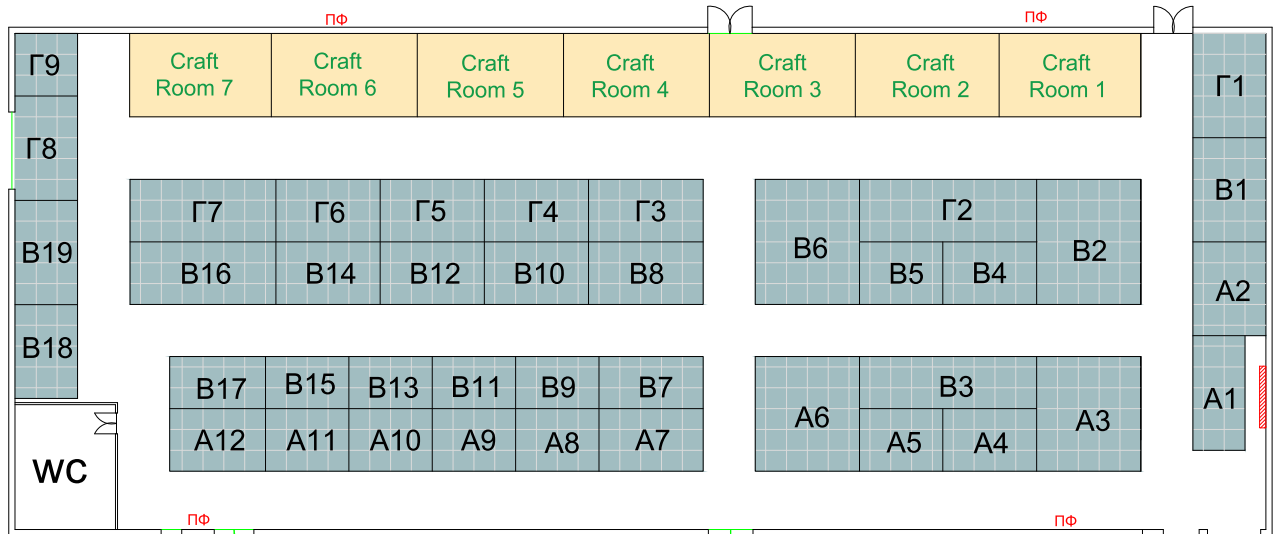 ПФ
ПФ
Г9
Craft
Room 7
Craft
Room 6
Craft
Room 5
Craft
Room 4
Craft
Room 3
Craft
Room 2
Craft
Room 1
Г1
Г8
Г7
Г6
Г5
Г4
Г3
Г2
В1
В19
В16
В14
В12
В10
В8
В6
В5
В4
В2
А2
В18
В17
В15
В13
В11
В9
В7
А6
В3
А3
А1
А12
А11
А10
А9
А8
А7
А5
А4
WC
ПФ
ПФ